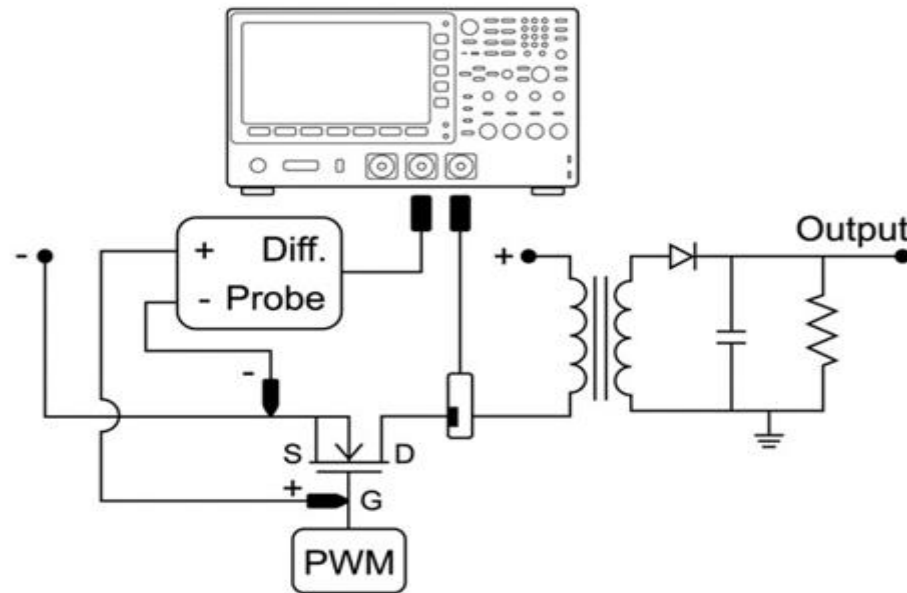 Output
-
+ Diff.
- Probe
+
-
S D
+ G
PWM